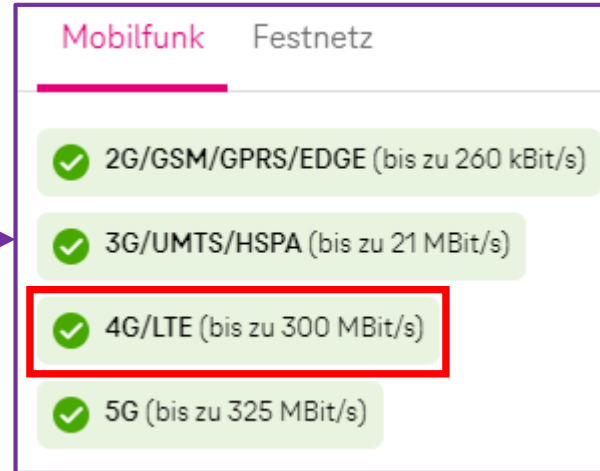 Mobilfunk Festnetz
2G/GSM/GPRS/EDGE (bis zu 260 kBit/s)
3G/UMTS/HSPA (bis zu 21 MBit/s)
4G/LTE (bis zu 300 MBit/s)
5G (bis zu 325 MBit/s)